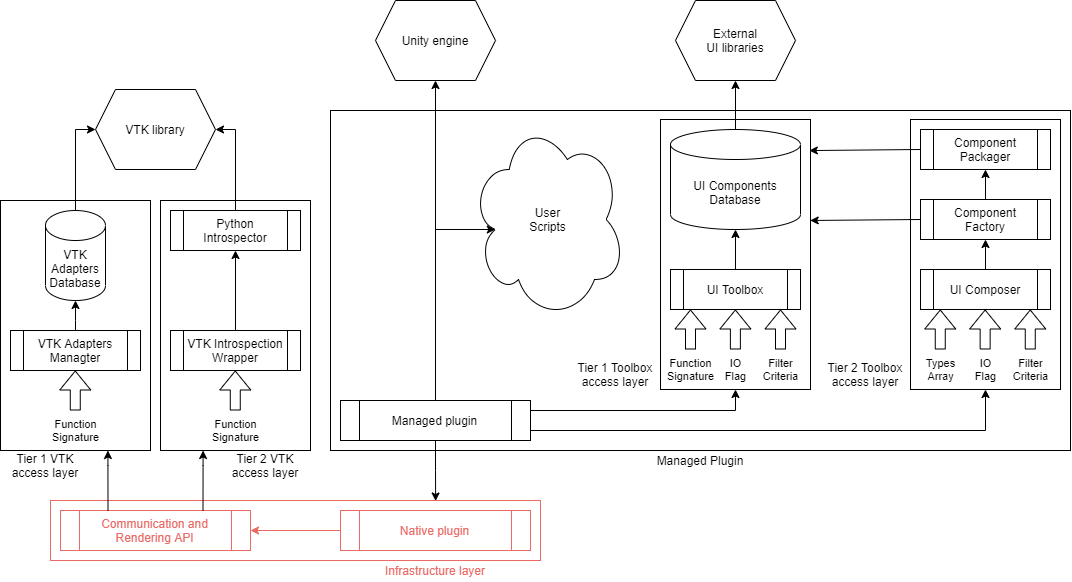 Unity engine
External
UI libraries
VTK library
VTK
Adapters
Database
VTK Adapters
Managter
Function
Signature
Tier 1 VTK
access layer
Python
Introspector
VTK Introspection
Wrapper
Function
Signature
Tier 2 VTK
access layer
User
Scripts
UI Components
Database
UI Toolbox
Function
Signature
IO
Flag
Filter
Criteria
Tier 1 Toolbox
access layer
Component
Packager
Component
Factory
UI Composer
Types
Array
IO
Flag
Filter
Criteria
Tier 2 Toolbox
access layer
Managed plugin
Managed Plugin
Communication and
Rendering API
Native plugin
Infrastructure layer